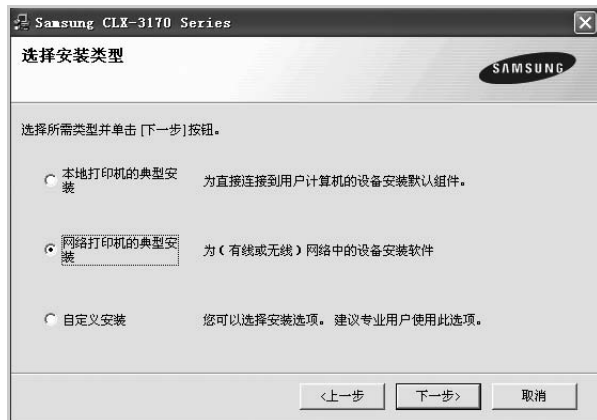 Samsung CLX-3170 Series
选择安装类型
SAMSUNG
选择所需类型并单击 [下一步]按钮。
本地打印机的典型安
装
为直接连接到用户计算机的设备安装默认组件。
网络打印机的典型安
装
为(有线或无线)网络中的设备安装软件
自定义安装
您可以选择安装选项。 建议专业用户使用此选项。
<上一步
下一步>
取消